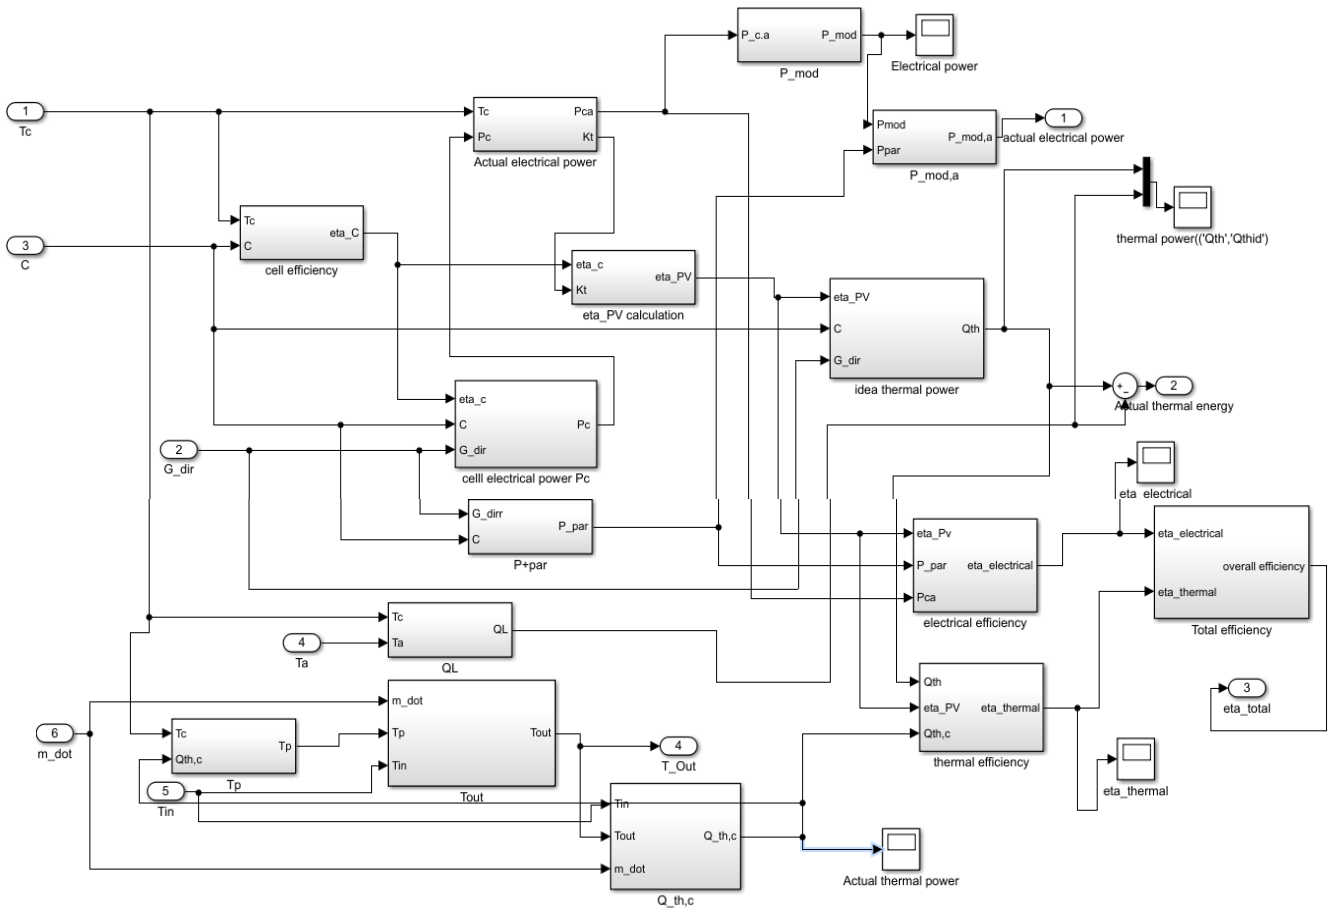 P_c.a
P_mod
P_mod
Electrical power
1
Tc
Tc
Pca
Pc
Kt
Actual electrical power
Pmod
P_mod,a
Ppar
P_mod,a
1
actual electrical power
thermal power(('Qth','Qthid')
3
C
Tc
eta_C
C
cell efficiency
eta_c
eta_PV
Kt
eta_PV calculation
eta_PV
C
Qth
G_dir
idea thermal power
+_
2
Actual thermal energy
2
G_dir
eta_c
C
Pc
G_dir
celll electrical power Pc
eta_electrical
G_dirr
P_par
C
P+par
eta_Pv
P_par
eta_electrical
Pca
electrical efficiency
eta_electrical
overall efficiency
eta_thermal
Total efficiency
4
Ta
Tc
QL
Ta
QL
Qth
eta_PV
eta_thermal
Qth,c
thermal efficiency
3
eta_total
eta_thermal
6
m_dot
Tc
Tp
Qth,c
Tp
m_dot
Tp
Tout
Tin
Tout
4
T_Out
5
Tin
Tin
Tout
Q_th,c
m_dot
Q_th,c
Actual thermal power